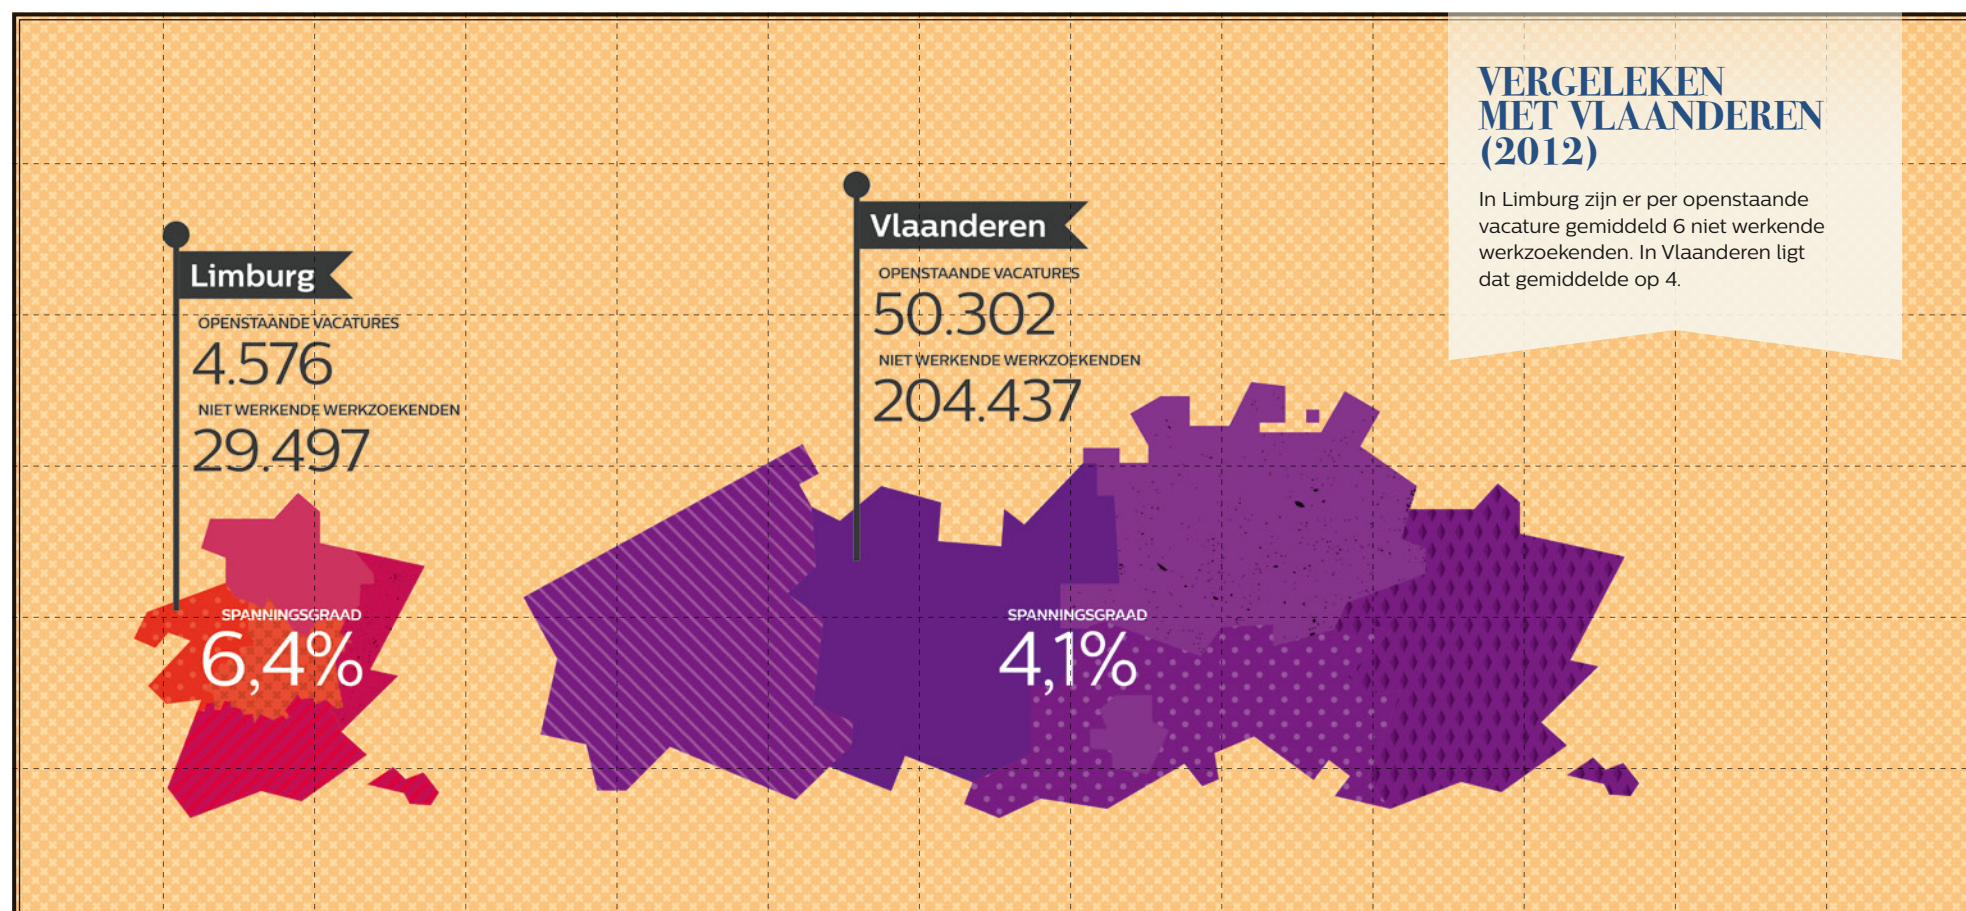 VERGELEKEN
MET VLAANDEREN
(2012)
In Limburg zijn er per openstaande
vacature gemiddeld 6 niet werkende
werkzoekenden. In Vlaanderen ligt
dat gemiddelde op 4.
Limburg
OPENSTAANDE VACATURES
4.576
NIET WERKENDE WERKZOEKENDEN
29.497
SPANNINGSGRAAD
6,4%
Vlaanderen
OPENSTAANDE VACATURES
50.302
NIET WERKENDE WERKZOEKENDEN
204.437
SPANNINGSGRAAD
4,1%